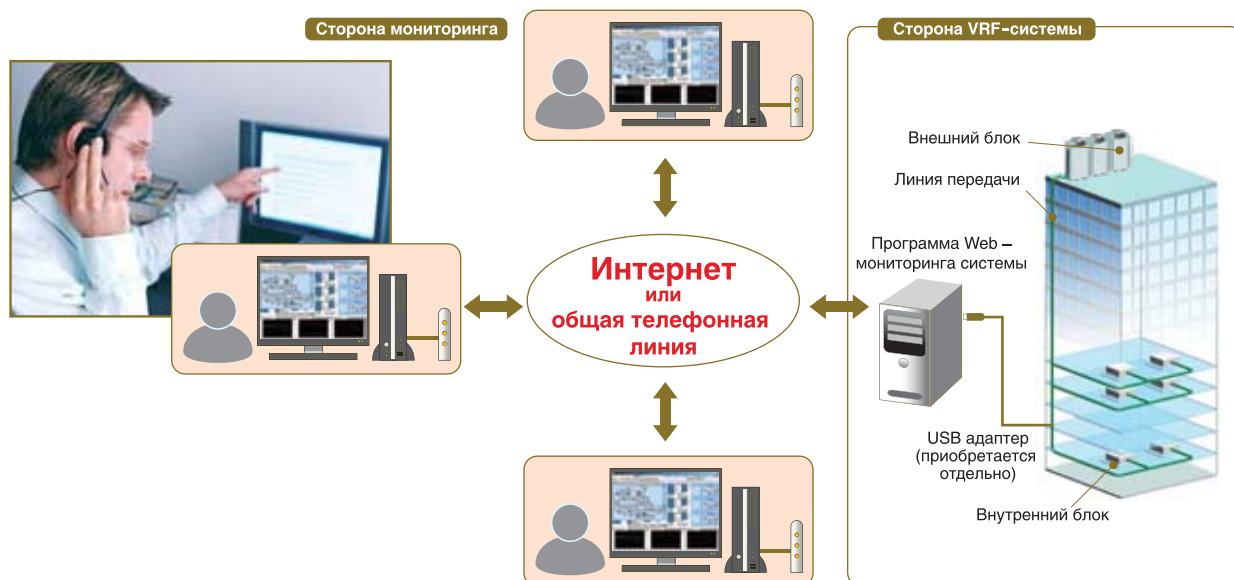 Сторона мониторинга
Сторона VRF-системы
Внешний блок
Линия передачи
Программа Web –
мониторинга системы
Интернет
или
общая телефонная
линия
USB адаптер
(приобретается
отдельно)
Внутренний блок